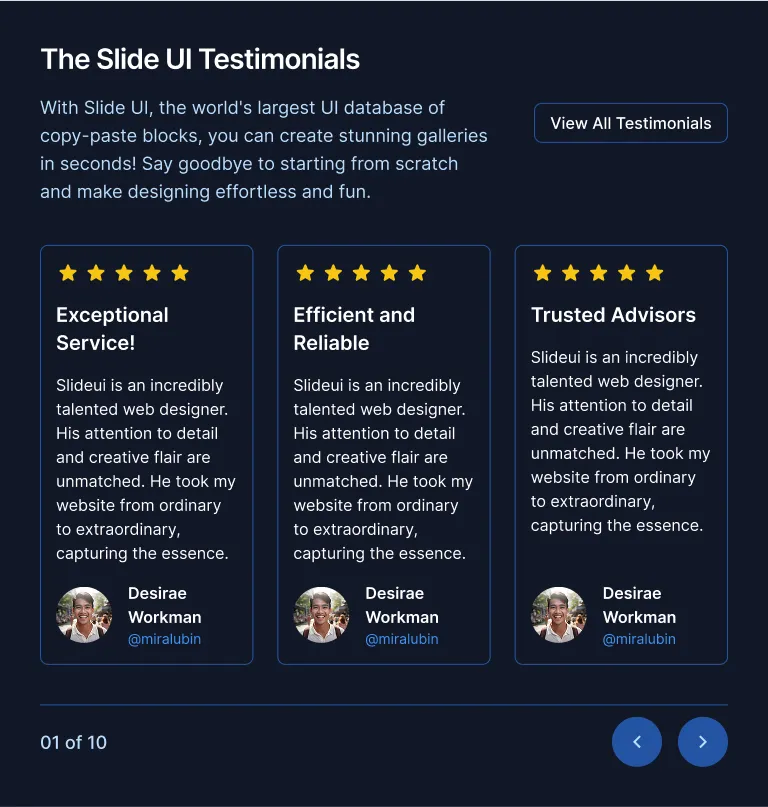 The Slide UI Testimonials
With Slide UI, the world's largest UI database of
copy-paste blocks, you can create stunning galleries
in seconds! Say goodbye to starting from scratch
and make designing effortless and fun.
View All Testimonials
Exceptional
Service!
Slideui is an incredibly
talented web designer.
His attention to detail
and creative flair are
unmatched. He took my
website from ordinary
to extraordinary,
capturing the essence.
Desirae
Workman
@miralubin
Efficient and
Reliable
Slideui is an incredibly
talented web designer.
His attention to detail
and creative flair are
unmatched. He took my
website from ordinary
to extraordinary,
capturing the essence.
Desirae
Workman
@miralubin
Trusted Advisors
Slideui is an incredibly
talented web designer.
His attention to detail
and creative flair are
unmatched. He took my
website from ordinary
to extraordinary,
capturing the essence.
Desirae
Workman
@miralubin
01 of 10